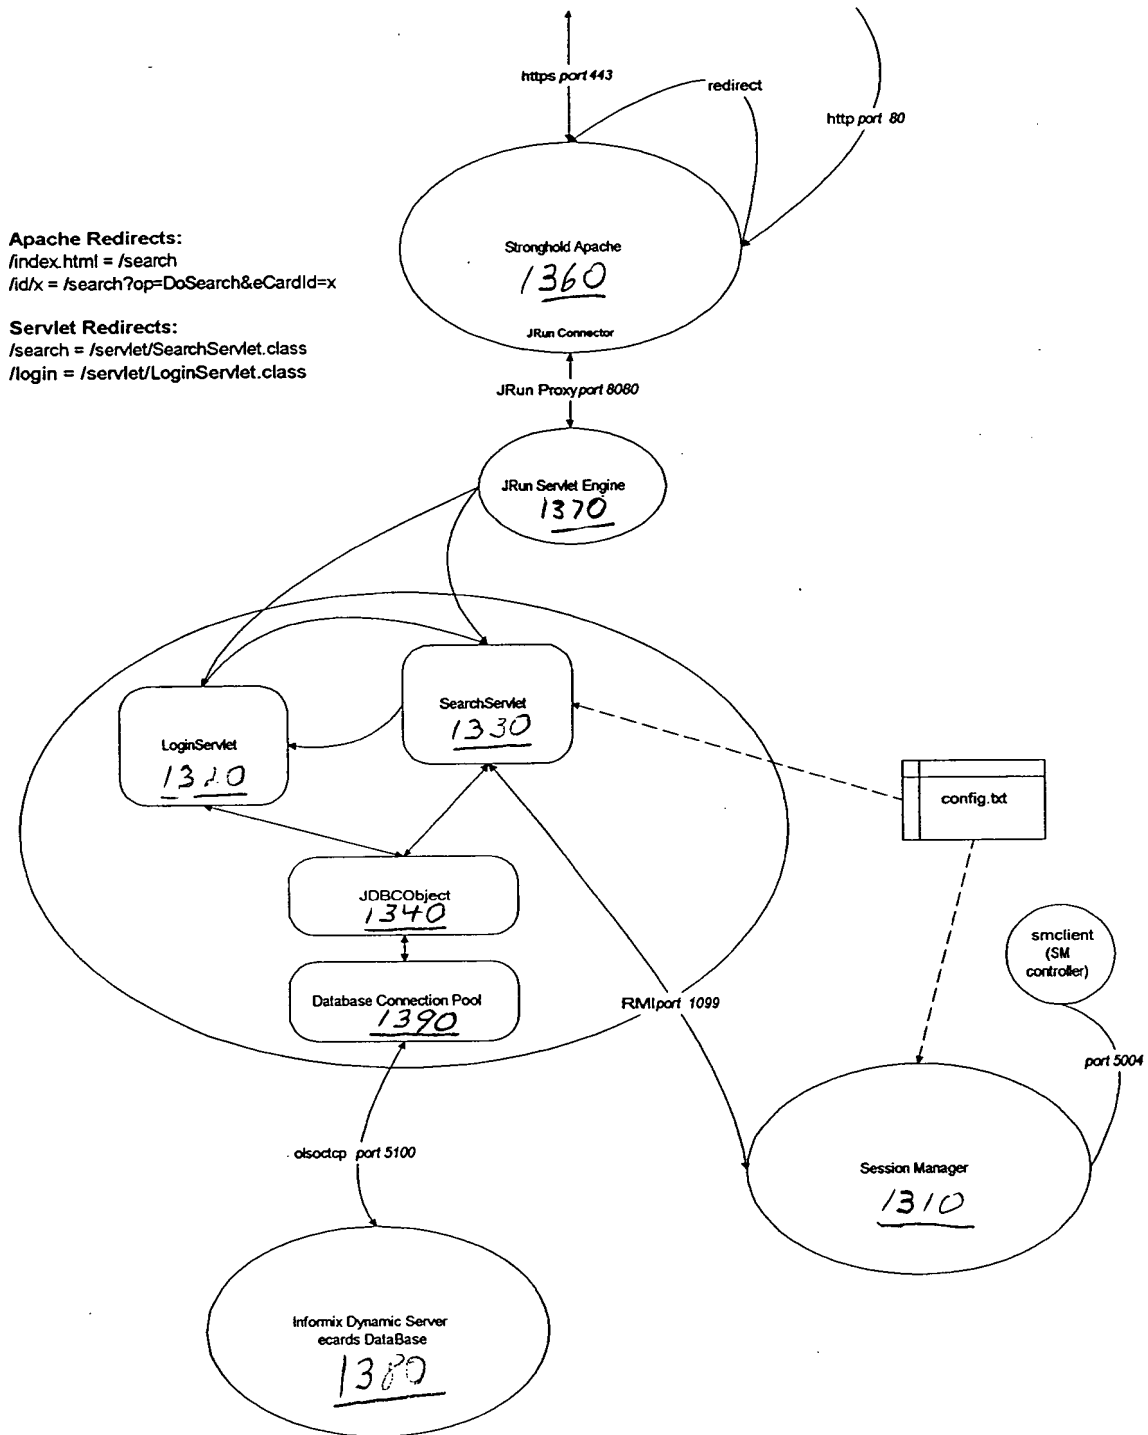 https port 443
redirect
http port 80
Apache Redirects:
/index.html = /search
/id/x = /search?op=DoSearch&eCardId=x
Servlet Redirects:
/search = /servlet/SearchServlet.class
/login = /servlet/LoginServlet.class
Stronghold Apache
1360
JRun Connector
JRun Proxy port 8080
JRun Servlet Engine
1370
SearchServlet
1330
LoginServlet
1320
config.txt
JDBCObject
1340
smclient
(SM
controller)
Database Connection Pool
1390
RMI port 1099
port 5004
olsoctcp port 5100
Session Manager
1310
Informix Dynamic Server
ecards DataBase
1380